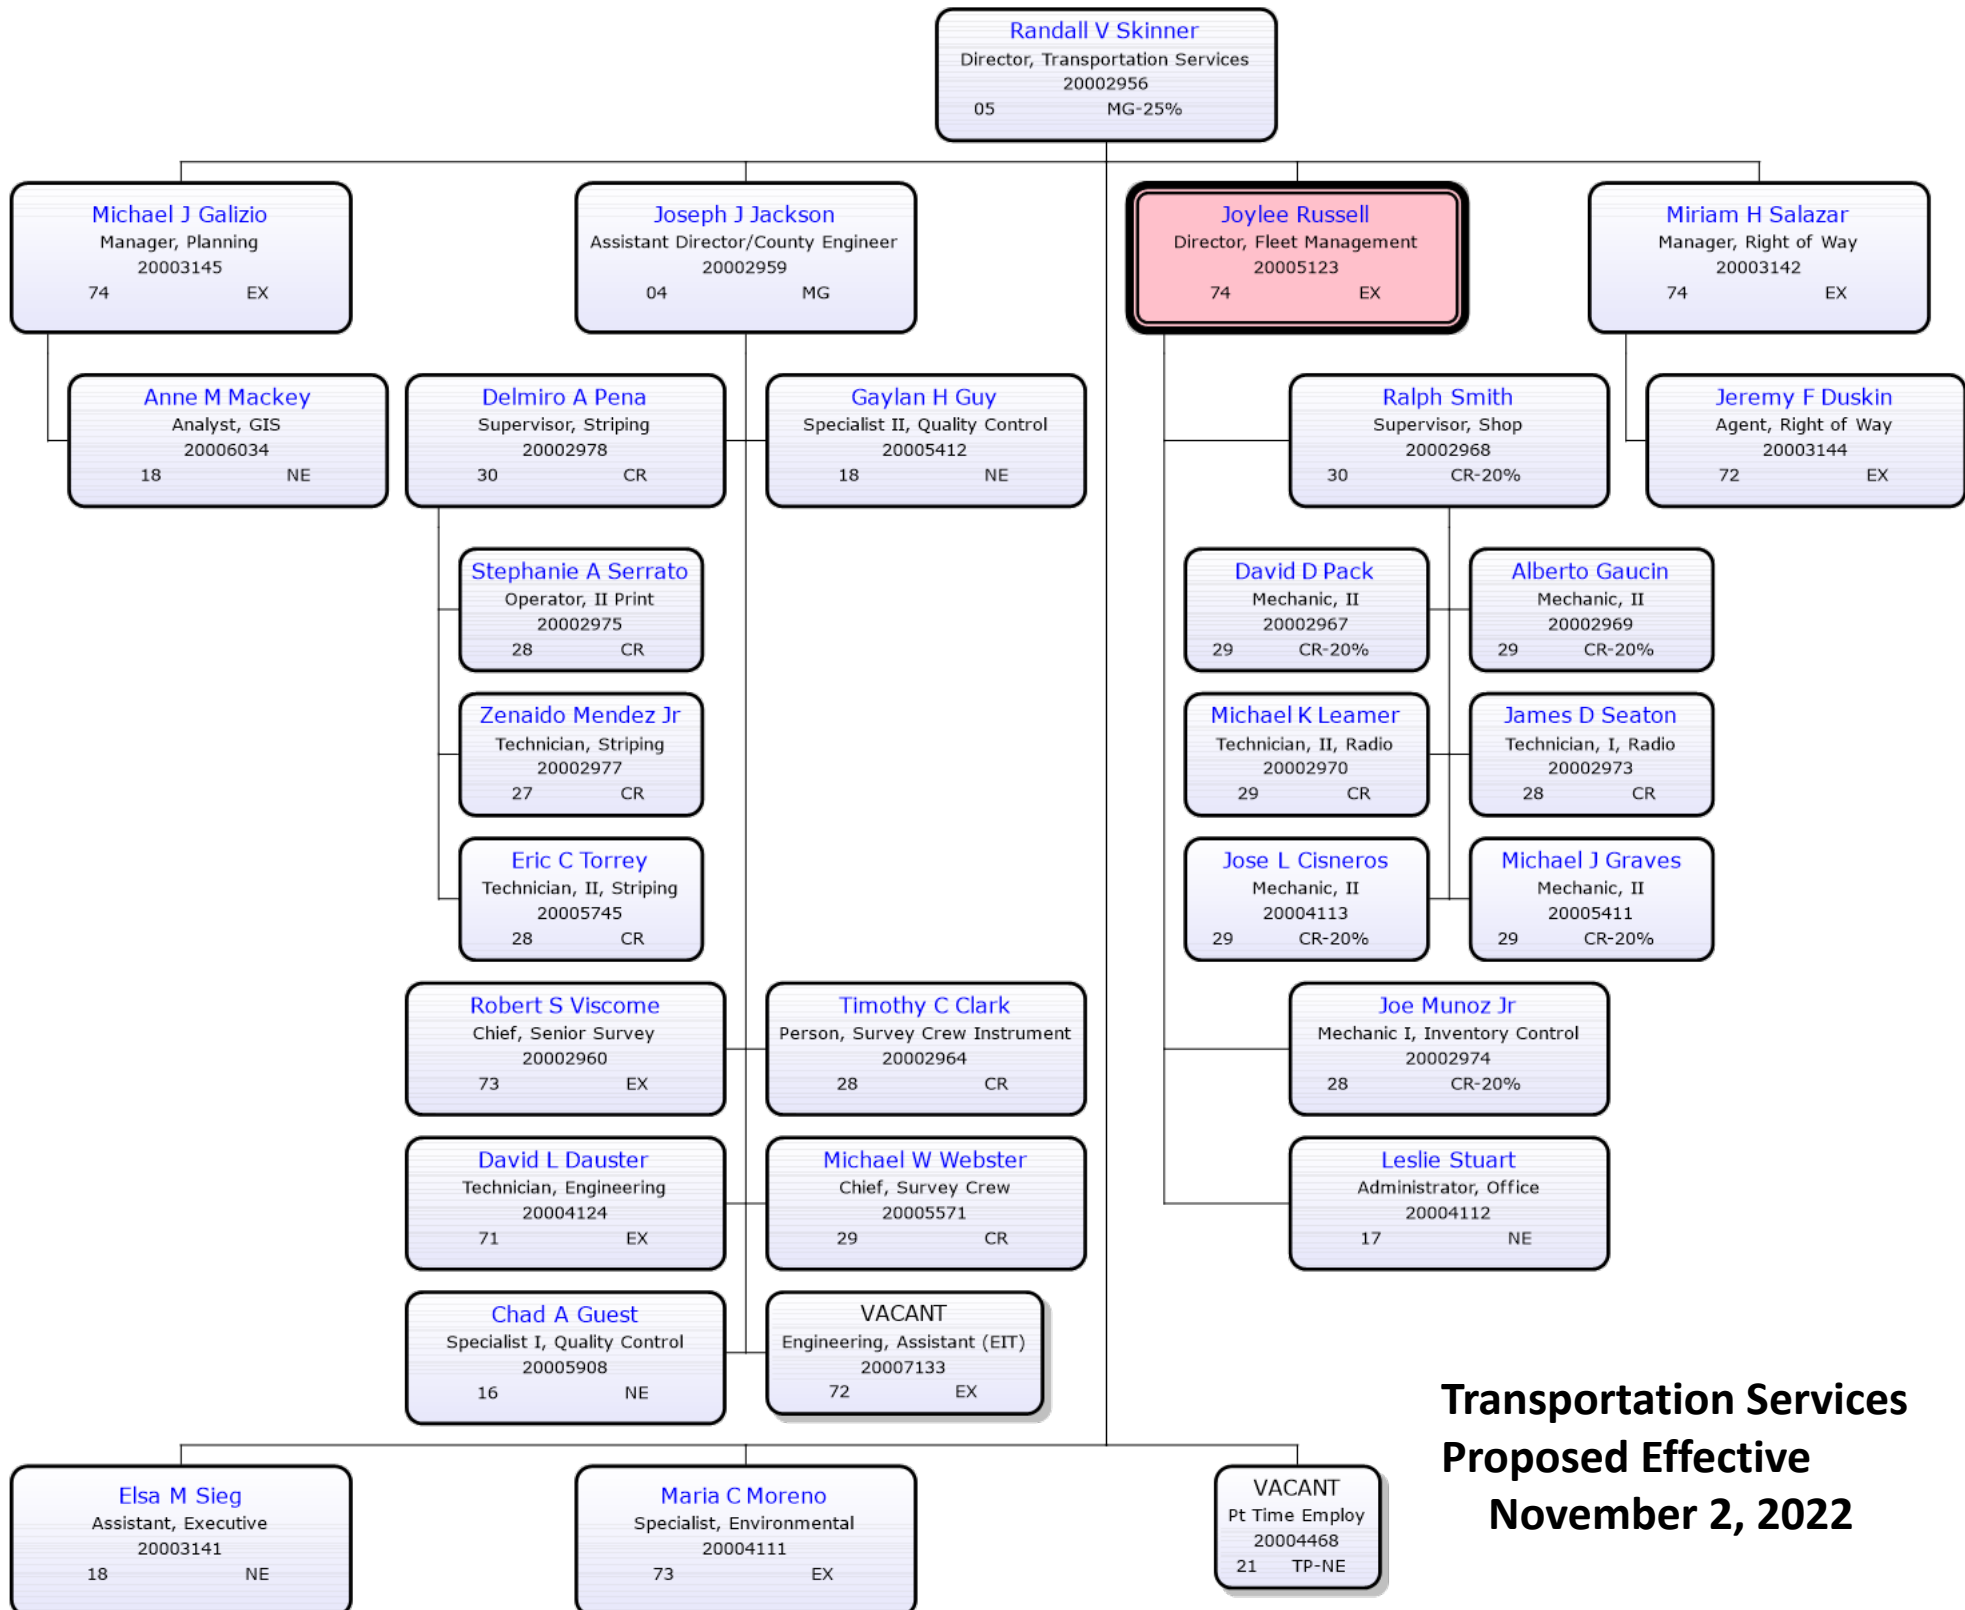 Randall V Skinner
Director, Transportation Services
20002956
05 MG-25%
Michael J Galizio
Manager, Planning
20003145
74 EX
Joseph J Jackson
Assistant Director/County Engineer
20002959
04 MG
Joylee Russell
Director, Fleet Management
20005123
74 EX
Miriam H Salazar
Manager, Right of Way
20003142
74 EX
Anne M Mackey
Analyst, GIS
20006034
18 NE
Delmiro A Pena
Supervisor, Striping
20002978
30 CR
Gaylan H Guy
Specialist II, Quality Control
20005412
18 NE
Ralph Smith
Supervisor, Shop
20002968
30 CR-20%
Jeremy F Duskin
Agent, Right of Way
20003144
72 EX
Stephanie A Serrato
Operator, II Print
20002975
28 CR
David D Pack
Mechanic, II
20002967
29 CR-20%
Alberto Gaucin
Mechanic, II
20002969
29 CR-20%
Zenaido Mendez Jr
Technician, Striping
20002977
27 CR
Michael K Leamer
Technician, II, Radio
20002970
29 CR
James D Seaton
Technician, I, Radio
20002973
28 CR
Eric C Torrey
Technician, II, Striping
20005745
28 CR
Jose L Cisneros
Mechanic, II
20004113
29 CR-20%
Michael J Graves
Mechanic, II
20005411
29 CR-20%
Robert S Viscome
Chief, Senior Survey
20002960
73 EX
Timothy C Clark
Person, Survey Crew Instrument
20002964
28 CR
Joe Munoz Jr
Mechanic I, Inventory Control
20002974
28 CR-20%
David L Dauster
Technician, Engineering
20004124
71 EX
Michael W Webster
Chief, Survey Crew
20005571
29 CR
Leslie Stuart
Administrator, Office
20004112
17 NE
Chad A Guest
Specialist I, Quality Control
20005908
16 NE
VACANT
Engineering, Assistant (EIT)
20007133
72 EX
Elsa M Sieg
Assistant, Executive
20003141
18 NE
Maria C Moreno
Specialist, Environmental
20004111
73 EX
VACANT
Pt Time Employ
20004468
21 TP-NE
Transportation Services
Proposed Effective
November 2, 2022